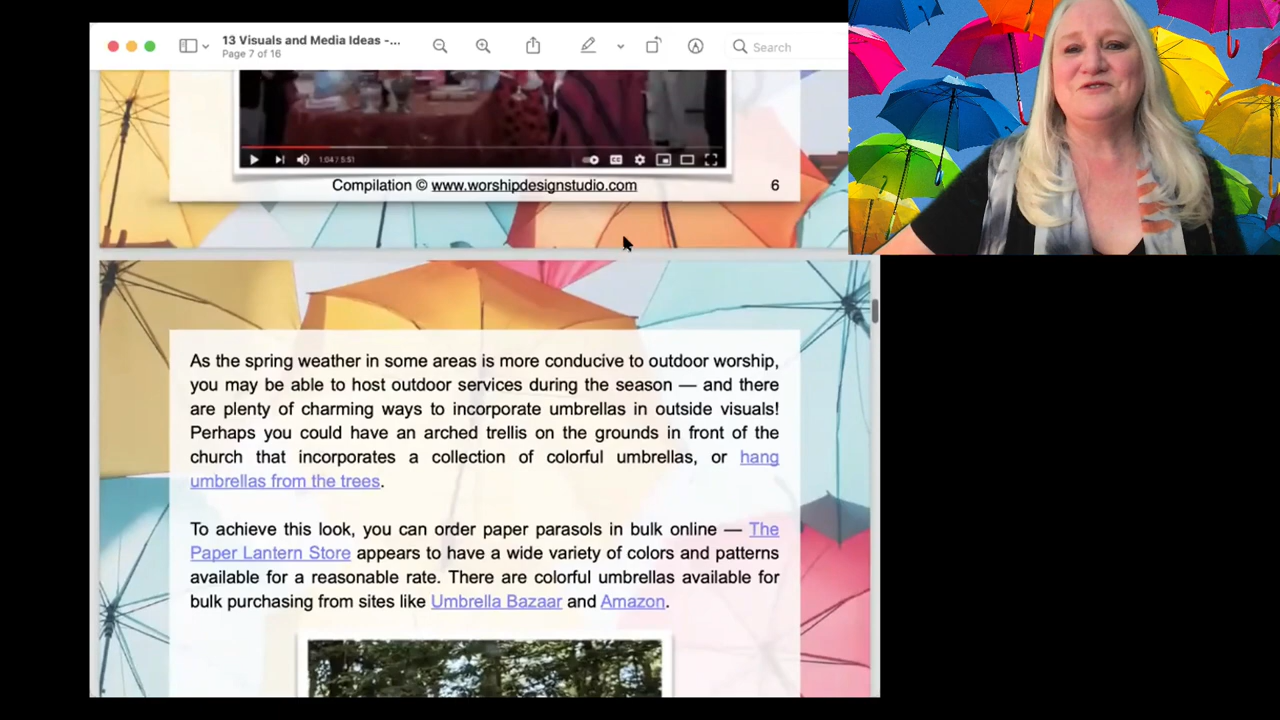 13 Visuals and Media Ideas -...
Page 7 of 16
Search
1:04 / 5:51
CC
Compilation © www.worshipdesignstudio.com
6
As the spring weather in some areas is more conducive to outdoor worship,
you may be able to host outdoor services during the season — and there
are plenty of charming ways to incorporate umbrellas in outside visuals!
Perhaps you could have an arched trellis on the grounds in front of the
church that incorporates a collection of colorful umbrellas, or hang
umbrellas from the trees.
To achieve this look, you can order paper parasols in bulk online — The
Paper Lantern Store appears to have a wide variety of colors and patterns
available for a reasonable rate. There are colorful umbrellas available for
bulk purchasing from sites like Umbrella Bazaar and Amazon.